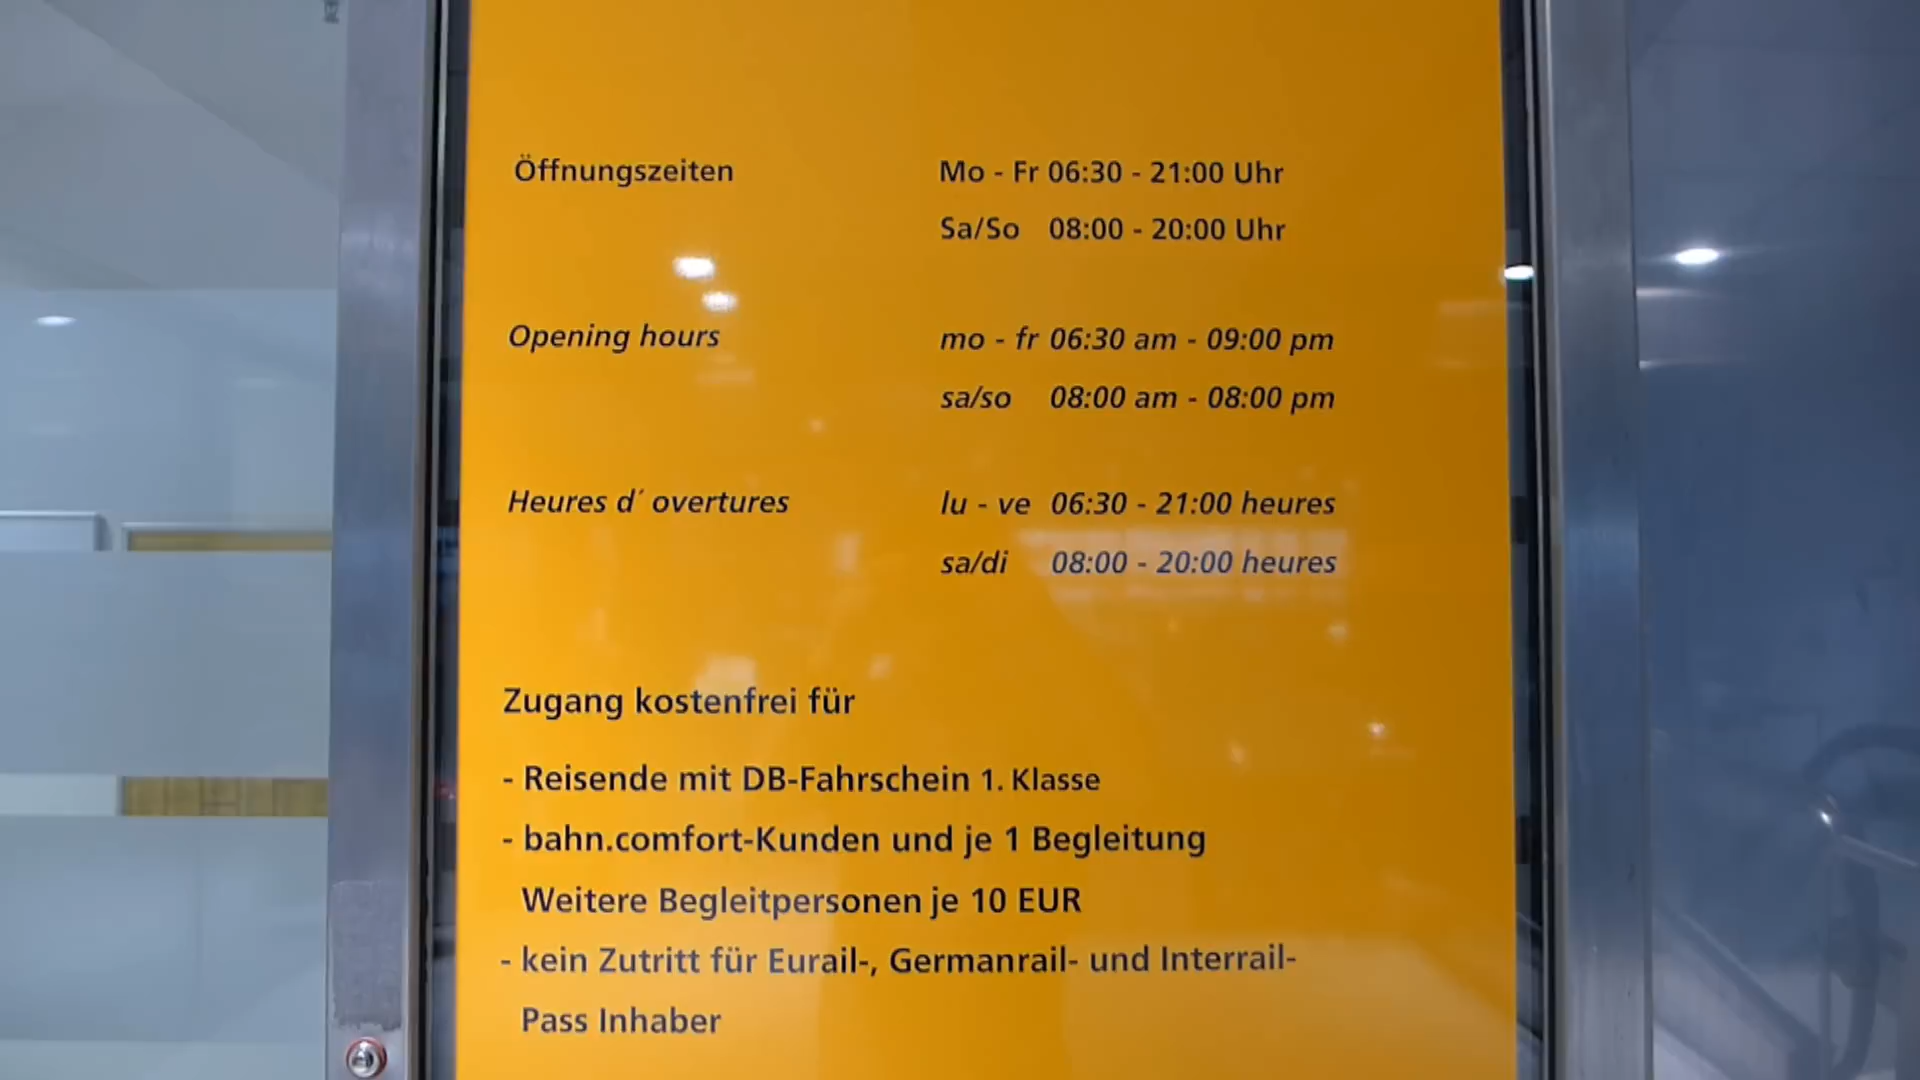 Öffnungszeiten Mo - Fr 06:30 - 21:00 Uhr
Sa/So 08:00 - 20:00 Uhr
Opening hours mo - fr 06:30 am - 09:00 pm
sa/so 08:00 am - 08:00 pm
Heures d´ overtures lu - ve 06:30 - 21:00 heures
sa/di 08:00 - 20:00 heures
Zugang kostenfrei für
- Reisende mit DB-Fahrschein 1. Klasse
- bahn.comfort-Kunden und je 1 Begleitung
Weitere Begleitpersonen je 10 EUR
- kein Zutritt für Eurail-, Germanrail- und Interrail-
Pass Inhaber